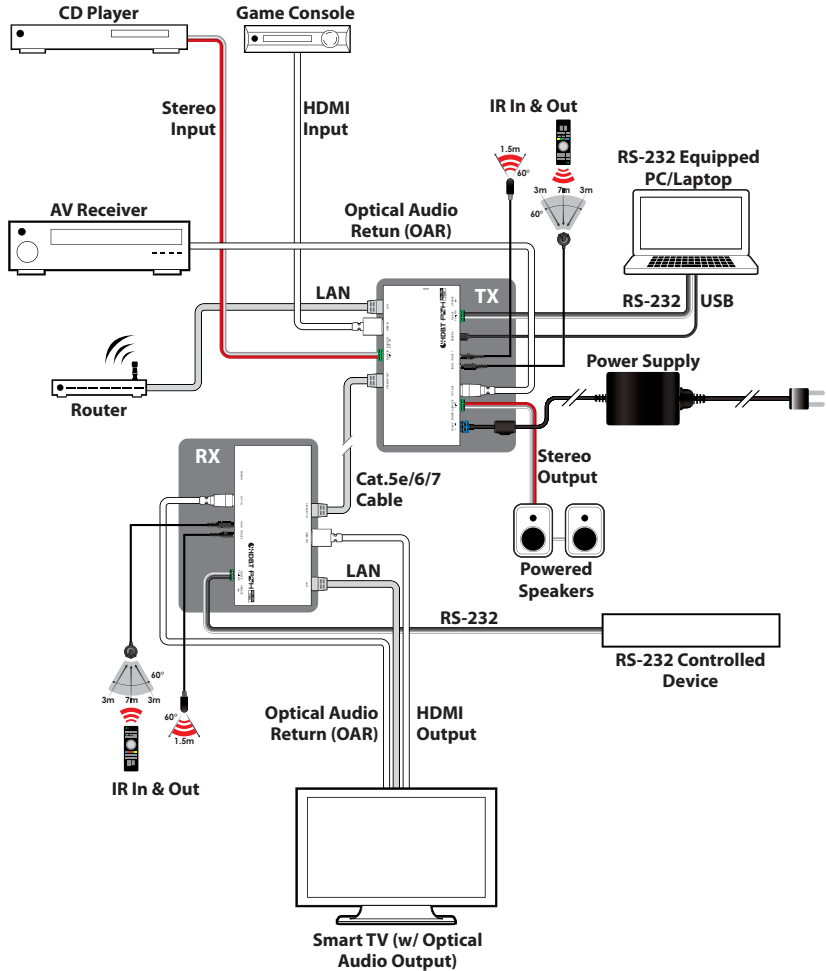 CD Player
Game Console
Stereo
Input
HDMI
Input
IR In & Out
1.5m
60°
3m 7m 3m
60°
RS-232 Equipped
PC/Laptop
AV Receiver
Optical Audio
Retun (OAR)
LAN
TX
RS-232
USB
Router
Power Supply
RX
Cat.5e/6/7
Cable
Stereo
Output
LAN
Powered
Speakers
RS-232
RS-232 Controlled
Device
60°
3m 7m 3m
60°
1.5m
IR In & Out
Optical Audio
Return (OAR)
HDMI
Output
Smart TV (w/ Optical
Audio Output)